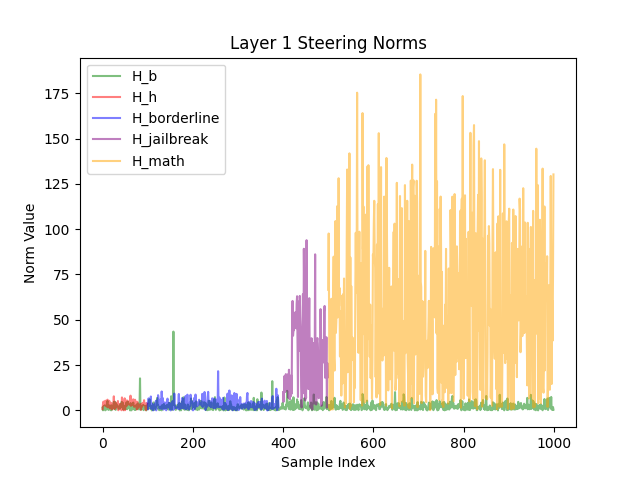 Layer 1 Steering Norms
H_b
H_h
H_borderline
H_jailbreak
H_math
Norm Value
175
150
125
100
75
50
25
0
0 200 400 600 800 1000
Sample Index